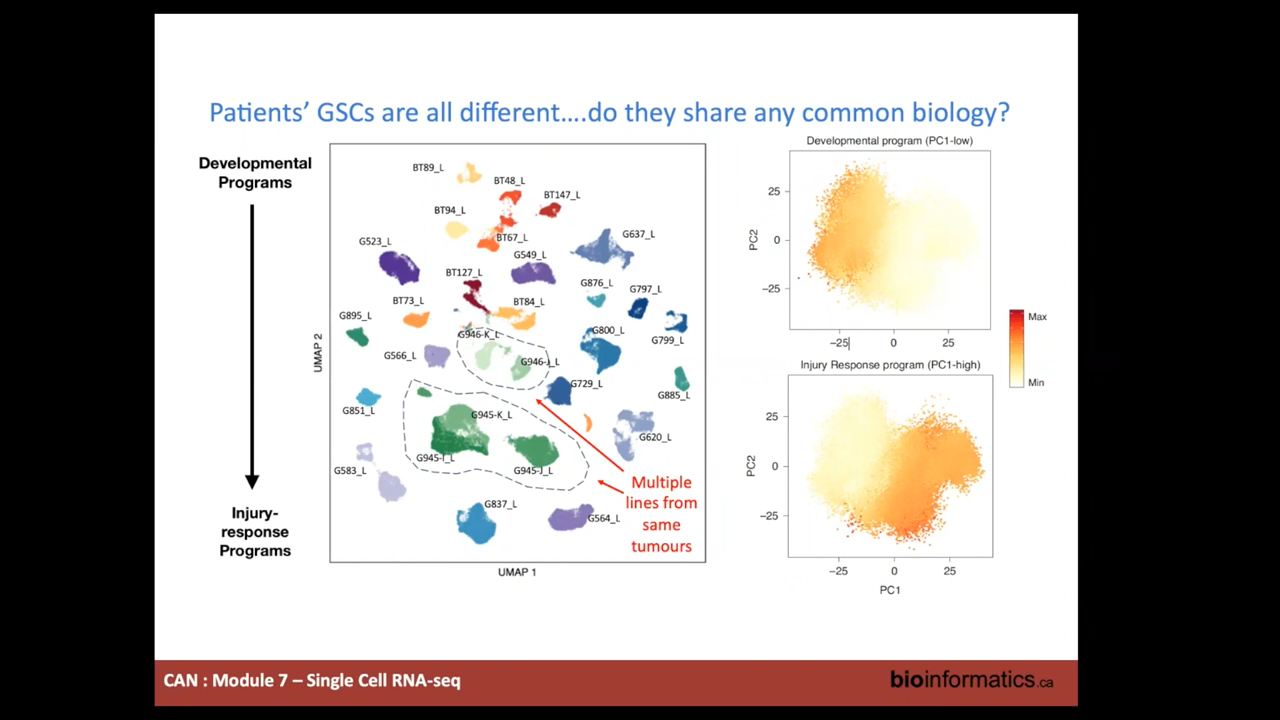 Patients' GSCs are all different....do they share any common biology?
Developmental
Programs
Injury-
response
Programs
UMAP 2
BT89_L
BT48_L
BT147_L
BT94_L
BT67_L
G637_L
G523_L
G549_L
BT127_L
G876_L
G797_L
BT73_L
BT84_L
G895_L
G946-K_L
G800_L
G799_L
G566_L
G946-J_L
G729_L
G885_L
G851_L
G945-K_L
G620_L
G945-I_L
G945-J_L
G583_L
G837_L
G564_L
Multiple
lines from
same
tumours
UMAP 1
Developmental program (PC1-low)
PC2
25
0
−25
−25
0
25
Max
Min
Injury Response program (PC1-high)
PC2
25
0
−25
−25
0
25
PC1
CAN : Module 7 – Single Cell RNA-seq
bioinformatics.ca